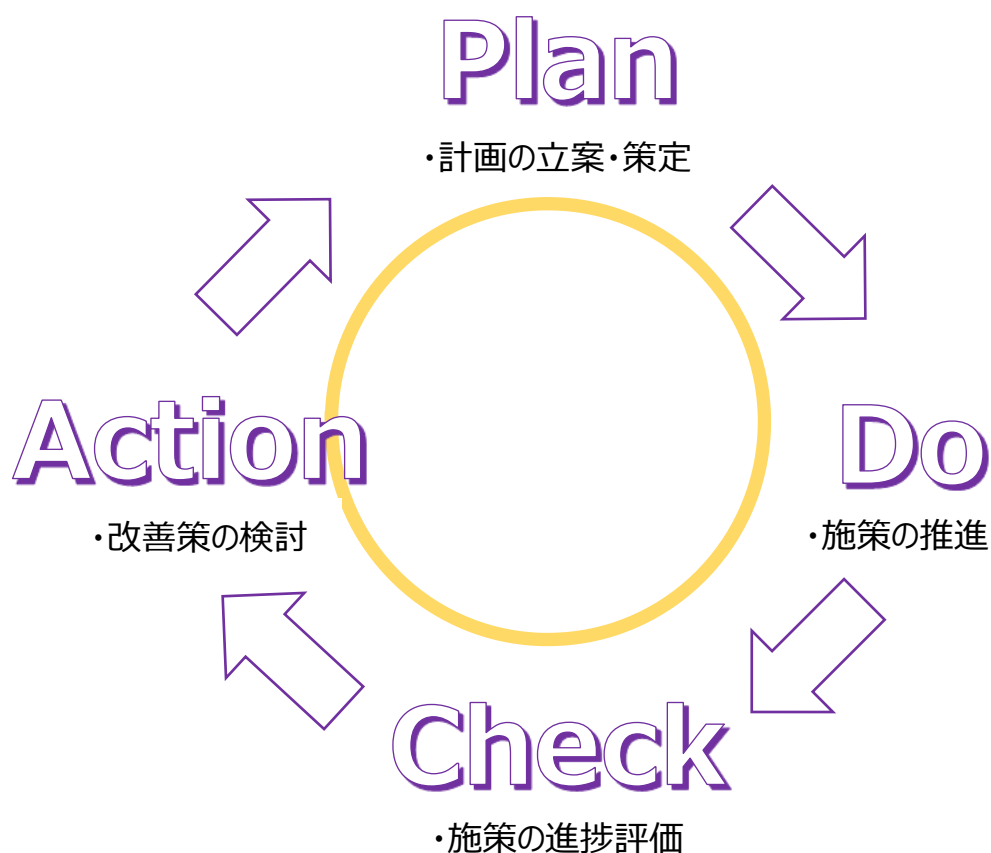 Plan
・計画の立案・策定
Do
・施策の推進
Check
・施策の進捗評価
Action
・改善策の検討